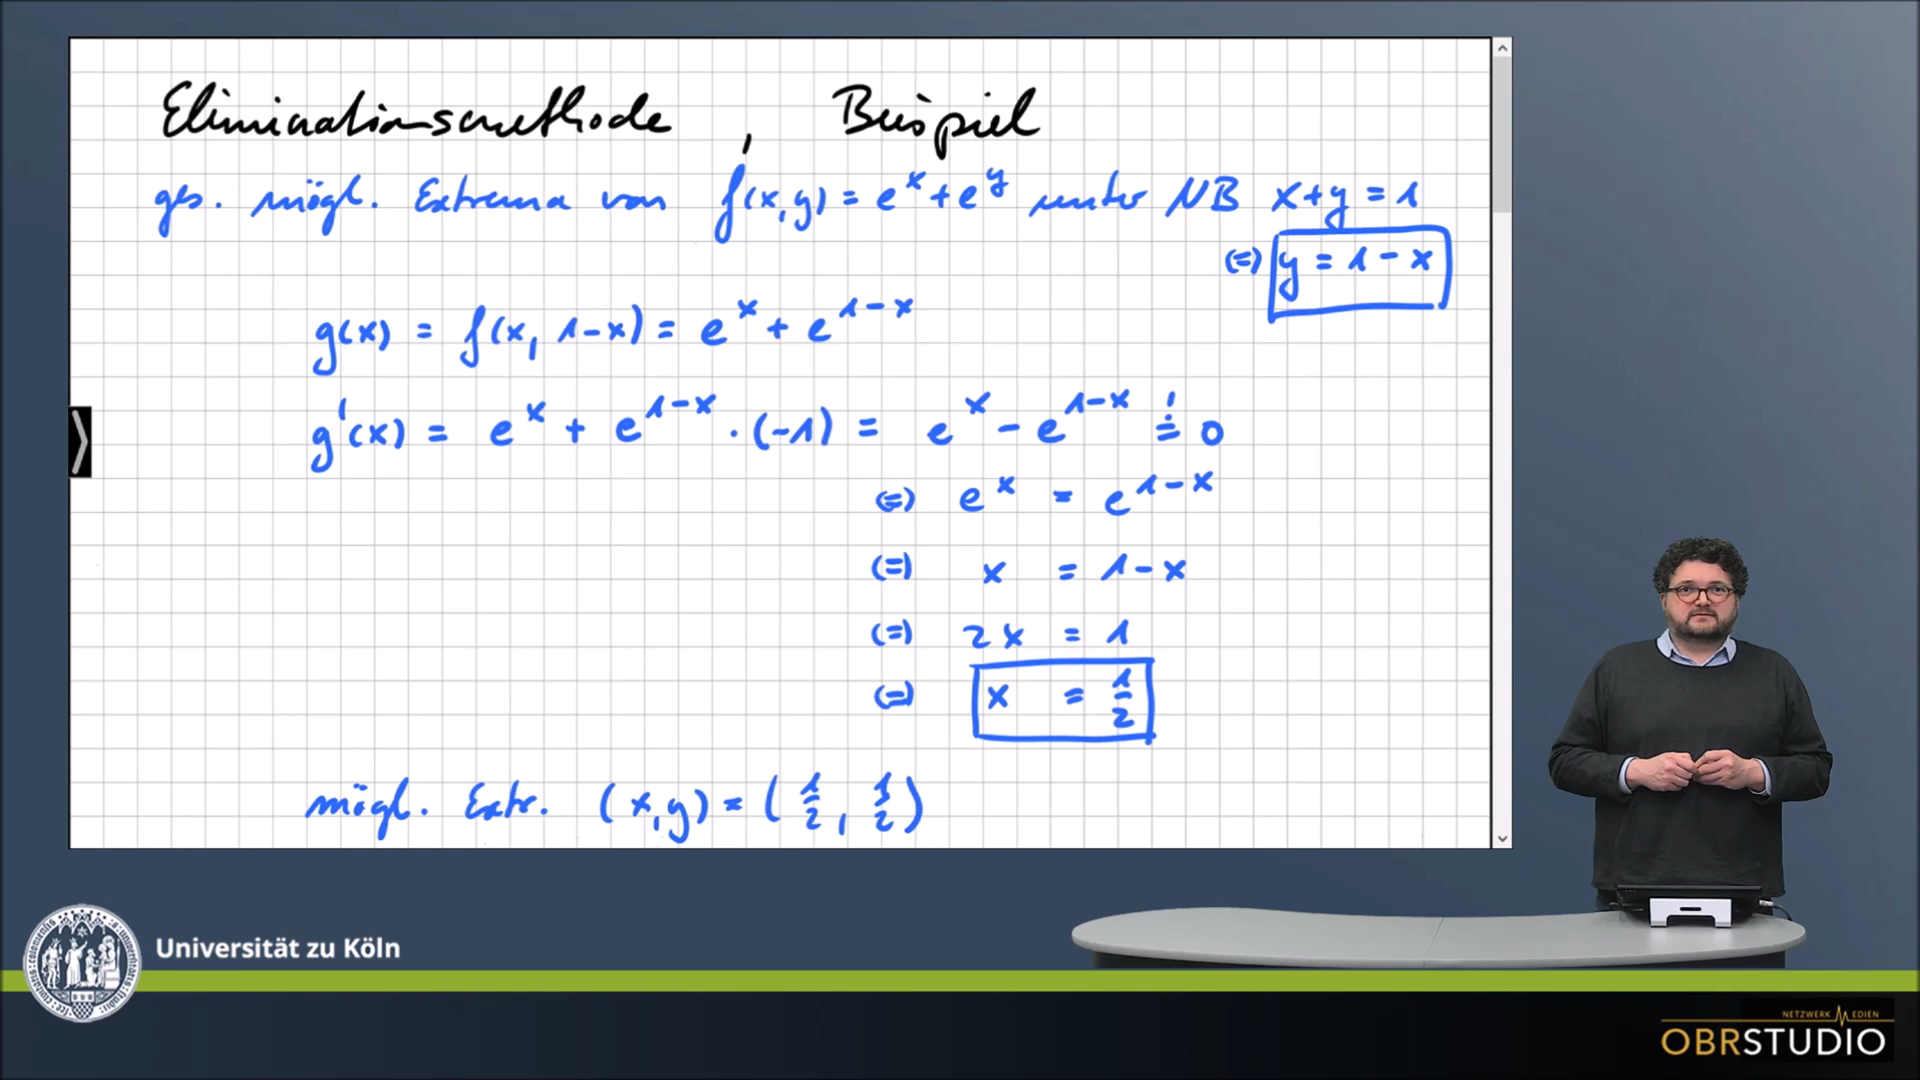 Eliminationsmethode, Beispiel
ges. mögl. Extrema von f(x,y) = e^x + e^y unter NB x+y = 1
(=) y = 1-x
g(x) = f(x, 1-x) = e^x + e^{1-x}
g'(x) = e^x + e^{1-x} · (-1) = e^x - e^{1-x} =! 0
(=) e^x = e^{1-x}
(=) x = 1-x
(=) 2x = 1
(=) x = 1/2
mögl. Extr. (x,y) = (1/2, 1/2)
Universität zu Köln
NETZWERK MEDIEN
OBRSTUDIO